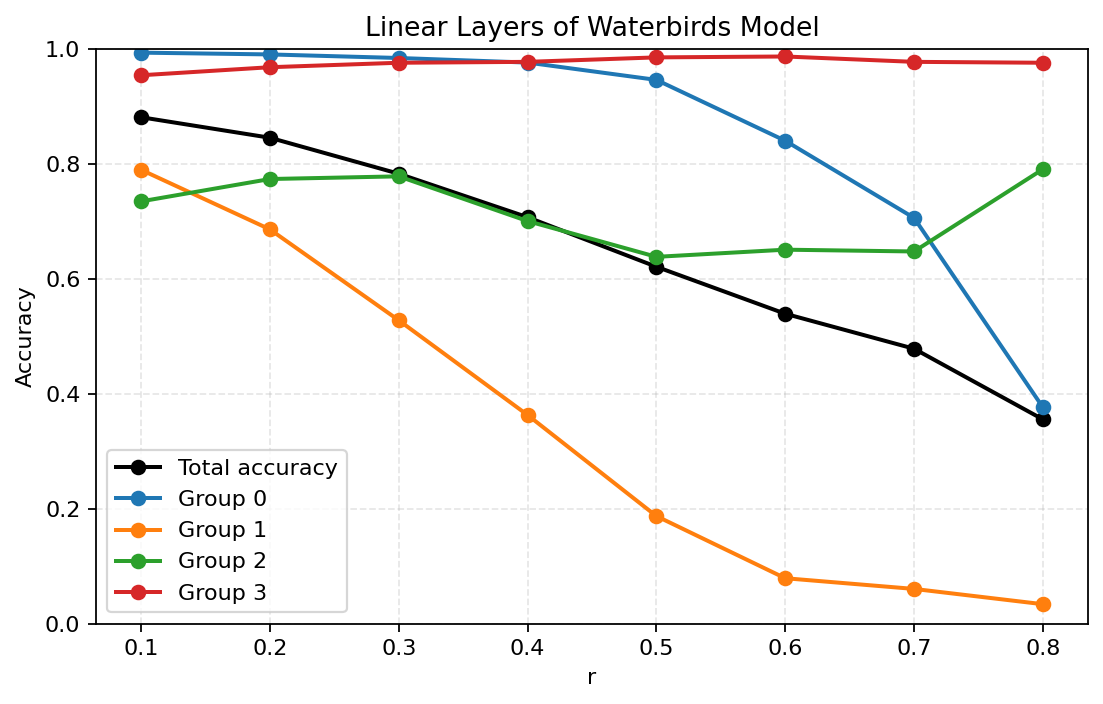 Linear Layers of Waterbirds Model
1.0
0.8
0.6
0.4
0.2
0.0
Accuracy
Total accuracy
Group 0
Group 1
Group 2
Group 3
0.1 0.2 0.3 0.4 0.5 0.6 0.7 0.8
r